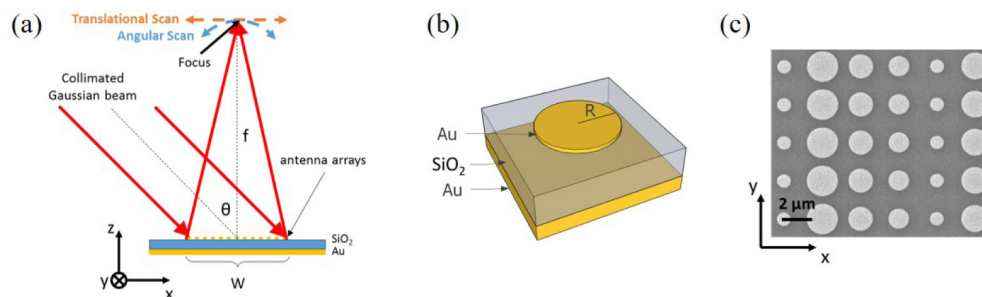 (a)
Translational Scan
Angular Scan
Focus
Collimated
Gaussian beam
f
antenna arrays
θ
z
SiO2
Au
y
x
W
(b)
R
Au
SiO2
Au
(c)
y
2 μm
x